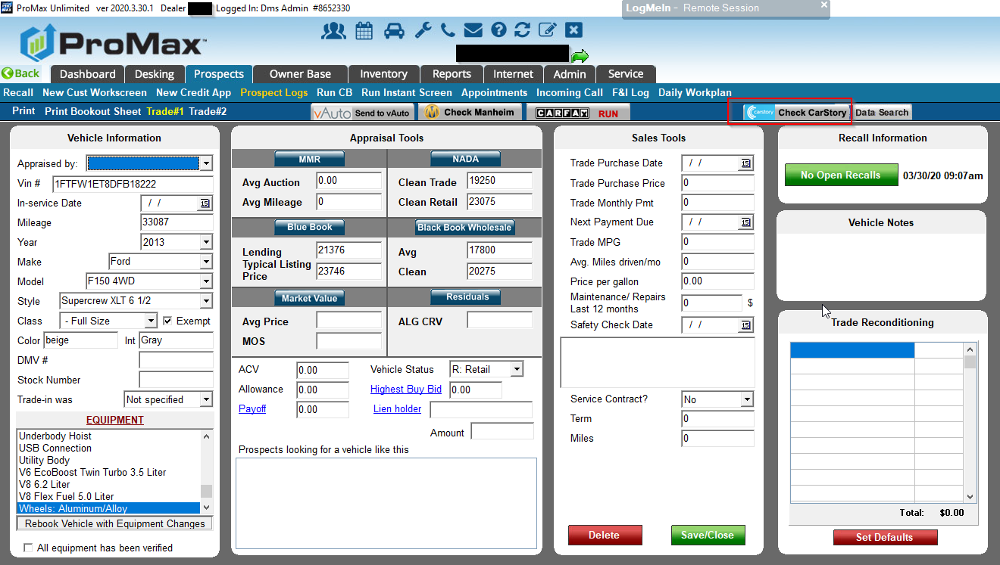 ProMax Unlimited ver 2020.3.30.1 Dealer Logged In: Dms Admin #8652330
LogMeIn - Remote Session
ProMax™
Back Dashboard Desking Prospects Owner Base Inventory Reports Internet Admin Service
Recall New Cust Workscreen New Credit App Prospect Logs Run CB Run Instant Screen Appointments Incoming Call F&I Log Daily Workplan
Print Print Bookout Sheet Trade#1 Trade#2 vAuto Send to vAuto Check Manheim CARFAX RUN carstory Check CarStory Data Search
Vehicle Information
Appraised by:
Vin # 1FTFW1ET8DFB18222
In-service Date / / 15
Mileage 33087
Year 2013
Make Ford
Model F150 4WD
Style Supercrew XLT 6 1/2
Class - Full Size Exempt
Color beige Int Gray
DMV #
Stock Number
Trade-in was Not specified
EQUIPMENT
Underbody Hoist
USB Connection
Utility Body
V6 EcoBoost Twin Turbo 3.5 Liter
V8 6.2 Liter
V8 Flex Fuel 5.0 Liter
Wheels: Aluminum/Alloy
Rebook Vehicle with Equipment Changes
All equipment has been verified
Appraisal Tools
MMR NADA
Avg Auction 0.00 Clean Trade 19250
Avg Mileage 0 Clean Retail 23075
Blue Book Black Book Wholesale
Lending 21376 Avg 17800
Typical Listing
Price 23746 Clean 20275
Market Value Residuals
Avg Price ALG CRV
MOS
ACV 0.00 Vehicle Status R: Retail
Allowance 0.00 Highest Buy Bid 0.00
Payoff 0.00 Lien holder
Amount
Prospects looking for a vehicle like this
Sales Tools
Trade Purchase Date / / 15
Trade Purchase Price 0
Trade Monthly Pmt 0
Next Payment Due / / 15
Trade MPG 0
Avg. Miles driven/mo 0
Price per gallon 0.00
Maintenance/ Repairs
Last 12 months 0 $
Safety Check Date / / 15
Service Contract? No
Term 0
Miles 0
Delete Save/Close
Recall Information
No Open Recalls 03/30/20 09:07am
Vehicle Notes
Trade Reconditioning
Total: $0.00
Set Defaults